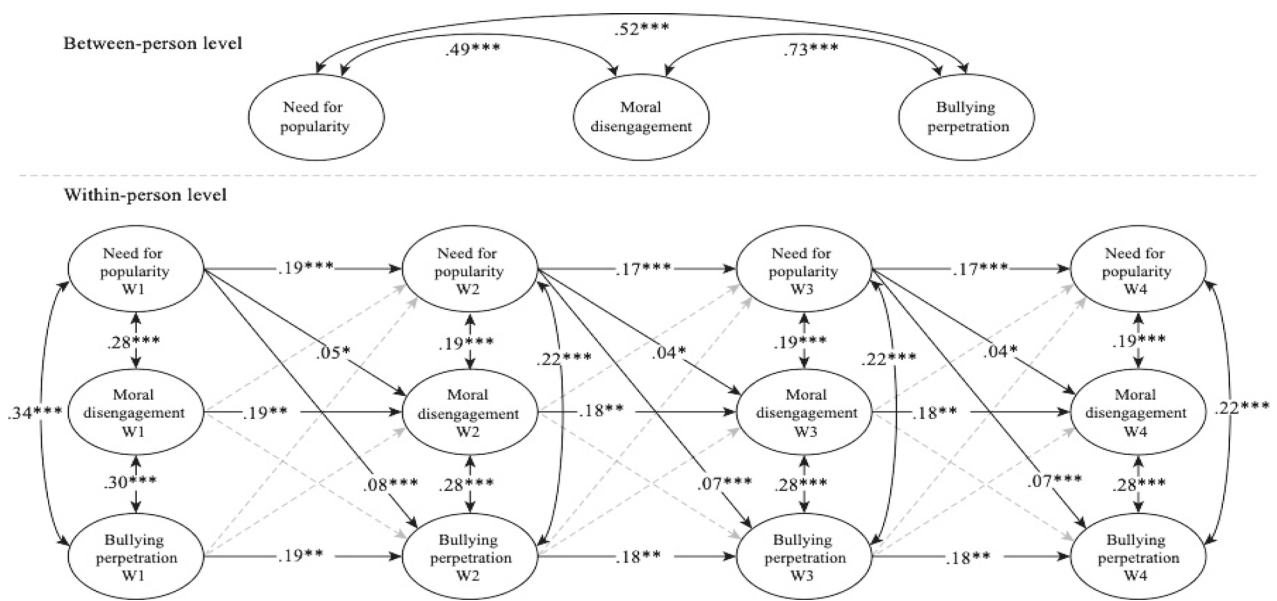 .52***
Between-person level
.49***
.73***
Need for
popularity
Moral
disengagement
Bullying
perpetration
Within-person level
Need for
popularity
W1
Need for
popularity
W2
Need for
popularity
W3
Need for
popularity
W4
.19***
.17***
.17***
.28***
.05*
.19***
.22***
.04*
.19***
.22***
.04*
.19***
.34***
Moral
disengagement
W1
.19**
Moral
disengagement
W2
.18**
Moral
disengagement
W3
.18**
Moral
disengagement
W4
.22***
.30***
.08***
.28***
.07***
.28***
.07***
.28***
Bullying
perpetration
W1
.19**
Bullying
perpetration
W2
.18**
Bullying
perpetration
W3
.18**
Bullying
perpetration
W4